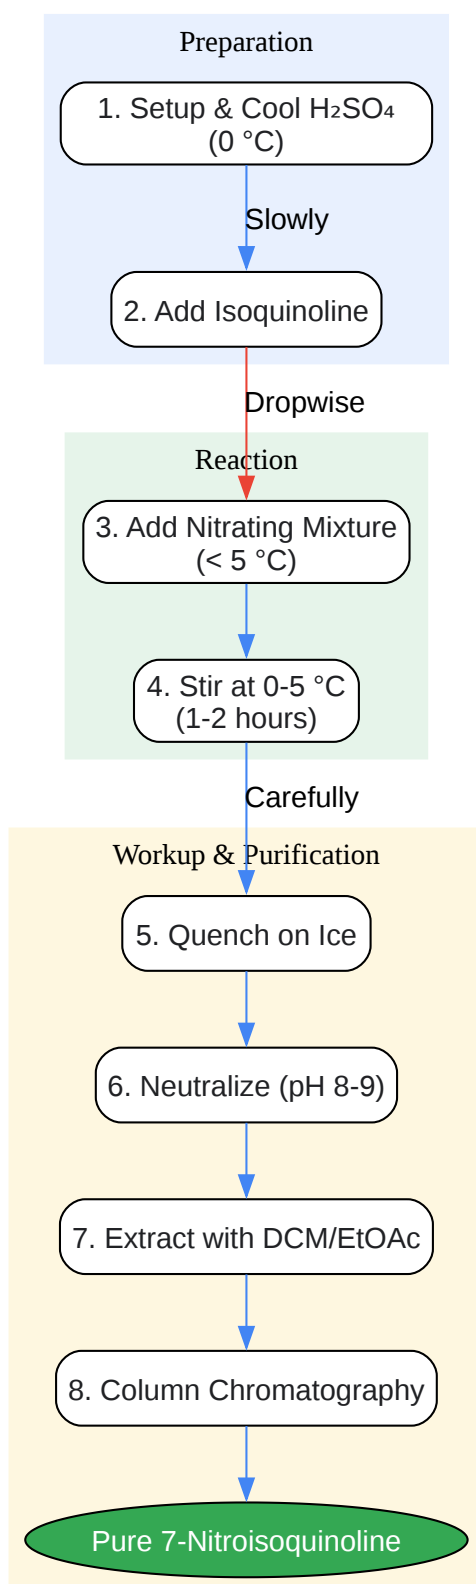 Preparation
1. Setup & Cool H₂SO₄
(0 °C)
Slowly
2. Add Isoquinoline
Dropwise
Reaction
3. Add Nitrating Mixture
(< 5 °C)
4. Stir at 0-5 °C
(1-2 hours)
Carefully
Workup & Purification
5. Quench on Ice
6. Neutralize (pH 8-9)
7. Extract with DCM/EtOAc
8. Column Chromatography
Pure 7-Nitroisoquinoline